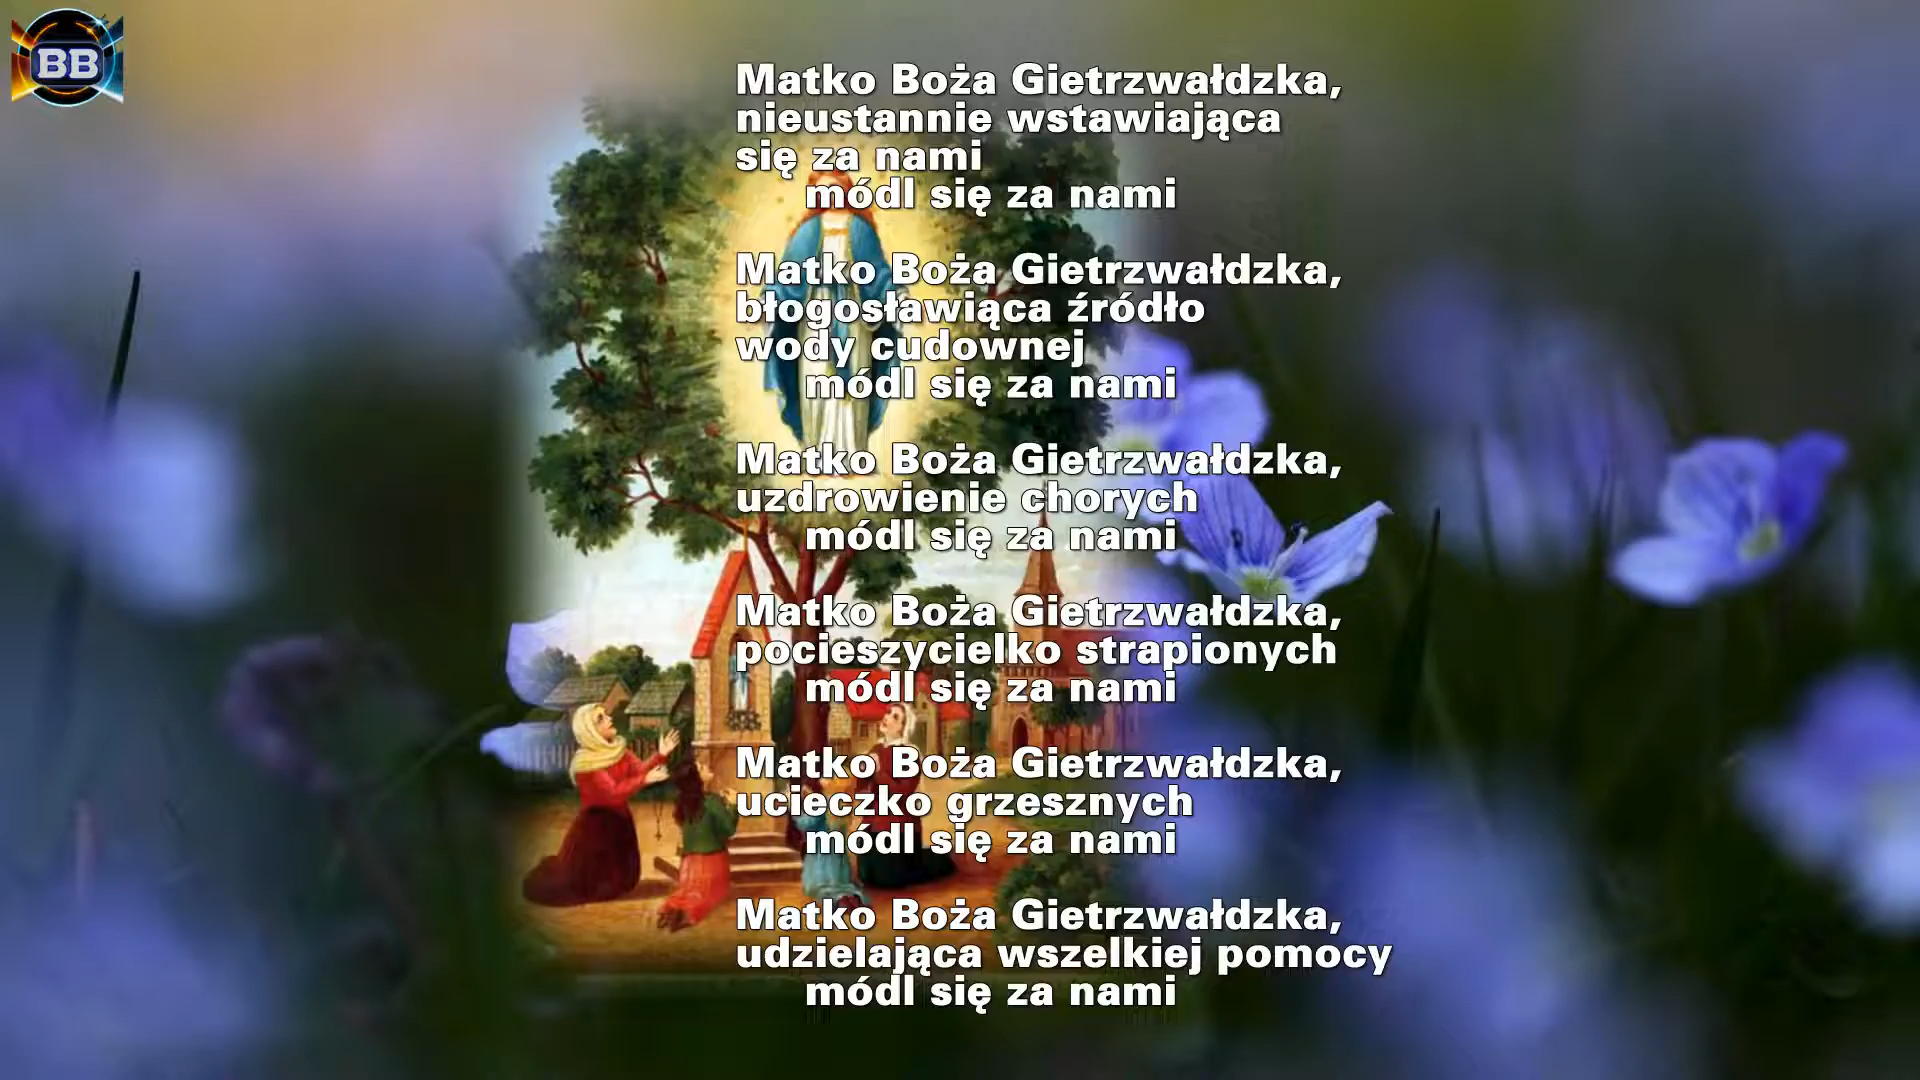 BB
Matko Boża Gietrzwałdzka,
nieustannie wstawiająca
się za nami
módl się za nami
Matko Boża Gietrzwałdzka,
błogosławiąca źródło
wody cudownej
módl się za nami
Matko Boża Gietrzwałdzka,
uzdrowienie chorych
módl się za nami
Matko Boża Gietrzwałdzka,
pocieszycielko strapionych
módl się za nami
Matko Boża Gietrzwałdzka,
ucieczko grzesznych
módl się za nami
Matko Boża Gietrzwałdzka,
udzielająca wszelkiej pomocy
módl się za nami